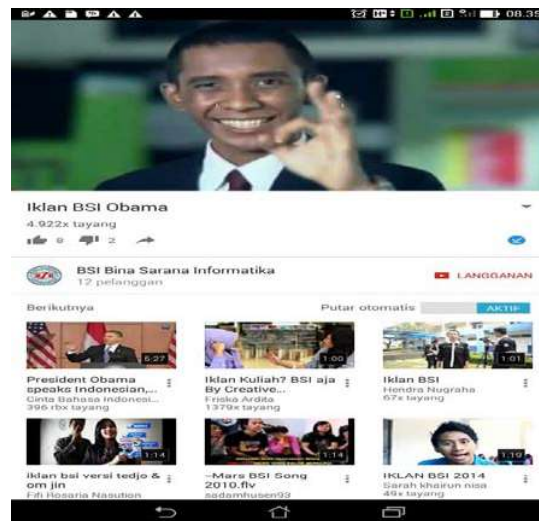 08.39
Iklan BSI Obama
4.922x tayang
9
2
BSI Bina Sarana Informatika
12 pelanggan
LANGGANAN
Berikutnya
Putar otomatis
AKTIF
5:27
President Obama
speaks Indonesian,...
Cinta Bahasa Indonesi...
396 rbx tayang
1:00
Iklan Kuliah? BSI aja
By Creative...
Friska Ardita
1379x tayang
1:01
Iklan BSI
Hendra Nugraha
67x tayang
1:14
iklan bsi versi tedjo &
om jin
Fifi Rosaria Nasution
1:14
~Mars BSI Song
2010.flv
sadamhusen93
1:19
IKLAN BSI 2014
Sarah khairun nisa
49x tayang